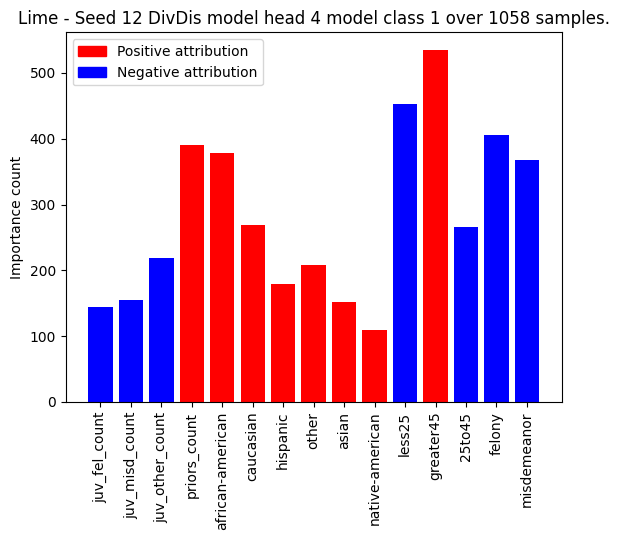 Lime - Seed 12 DivDis model head 4 model class 1 over 1058 samples.
Positive attribution
Negative attribution
Importance count
500
400
300
200
100
0
juv_fel_count
juv_misd_count
juv_other_count
priors_count
african-american
caucasian
hispanic
other
asian
native-american
less25
greater45
25to45
felony
misdemeanor